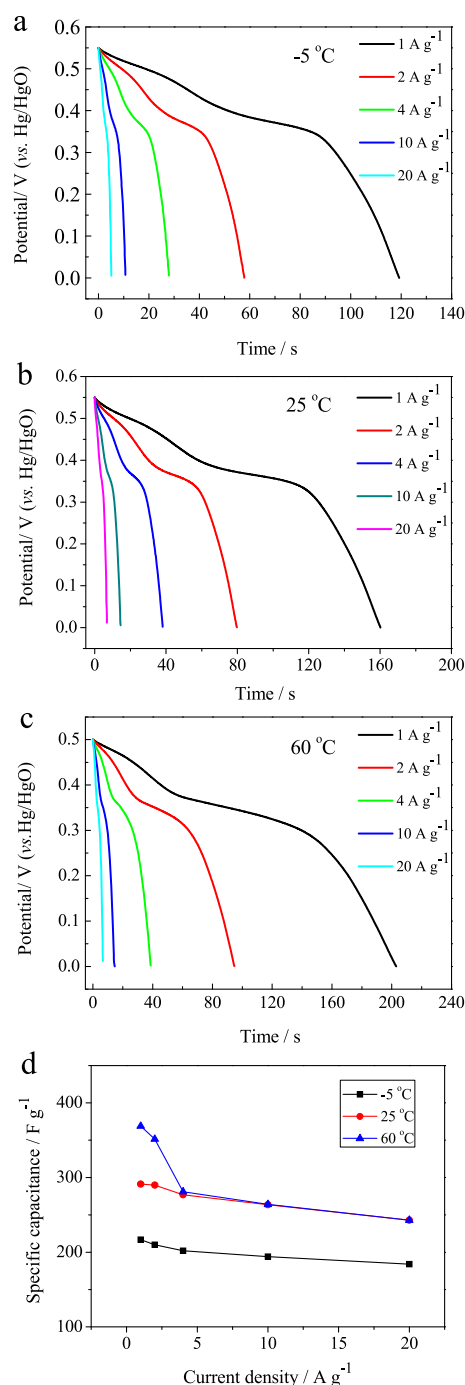 a
-5 °C
1 A g⁻¹
2 A g⁻¹
4 A g⁻¹
10 A g⁻¹
20 A g⁻¹
Potential/ V (vs. Hg/HgO)
0.6
0.5
0.4
0.3
0.2
0.1
0.0
0 20 40 60 80 100 120 140
Time / s
b
25 °C
1 A g⁻¹
2 A g⁻¹
4 A g⁻¹
10 A g⁻¹
20 A g⁻¹
Potential/ V (vs. Hg/HgO)
0.6
0.5
0.4
0.3
0.2
0.1
0.0
0 40 80 120 160 200
Time / s
c
60 °C
1 A g⁻¹
2 A g⁻¹
4 A g⁻¹
10 A g⁻¹
20 A g⁻¹
Potential/ V (vs.Hg/HgO)
0.5
0.4
0.3
0.2
0.1
0.0
0 40 80 120 160 200 240
Time / s
d
-5 °C
25 °C
60 °C
Specific capacitance / F g⁻¹
400
300
200
100
0 5 10 15 20
Current density / A g⁻¹